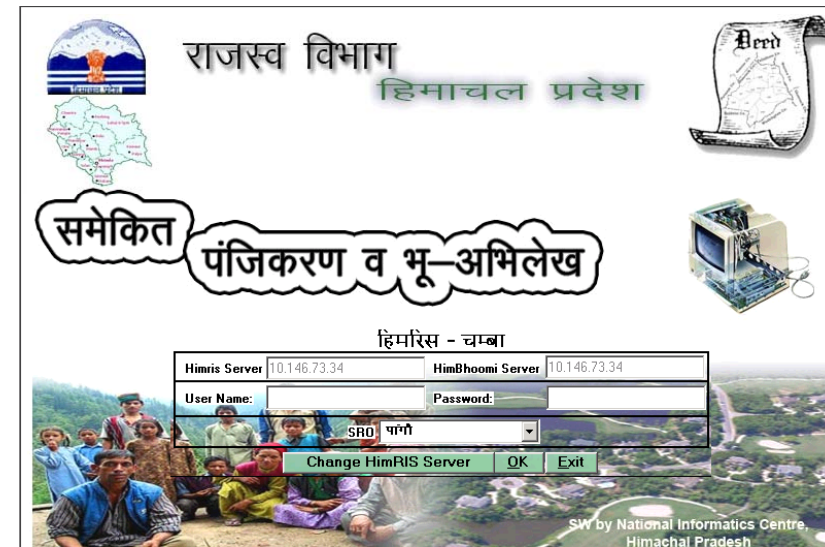 राजस्व विभाग
हिमाचल प्रदेश
Deed
समेकित
पंजिकरण व भू–अभिलेख
हिमरिस - चम्बा
Himris Server 10.146.73.34 HimBhoomi Server 10.146.73.34
User Name: Password:
SRO पांगी
Change HimRIS Server OK Exit
SW by National Informatics Centre,
Himachal Pradesh